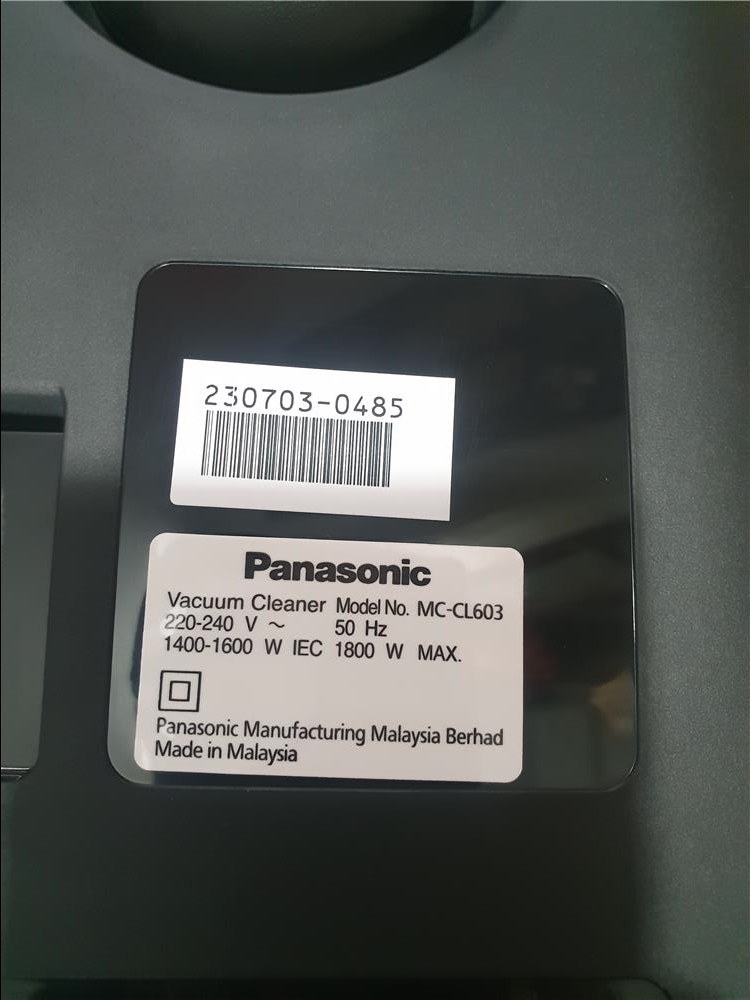 230703-0485
Panasonic
Vacuum Cleaner Model No. MC-CL603
220-240 V ~ 50 Hz
1400-1600 W IEC 1800 W MAX.
Panasonic Manufacturing Malaysia Berhad
Made in Malaysia